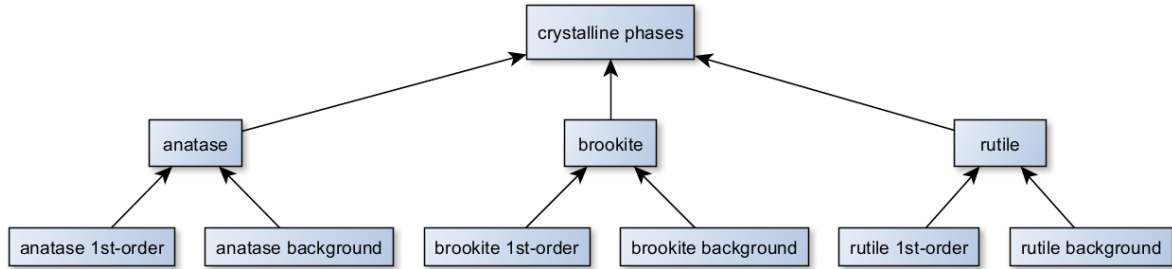 crystalline phases
anatase
brookite
rutile
anatase 1st-order
anatase background
brookite 1st-order
brookite background
rutile 1st-order
rutile background